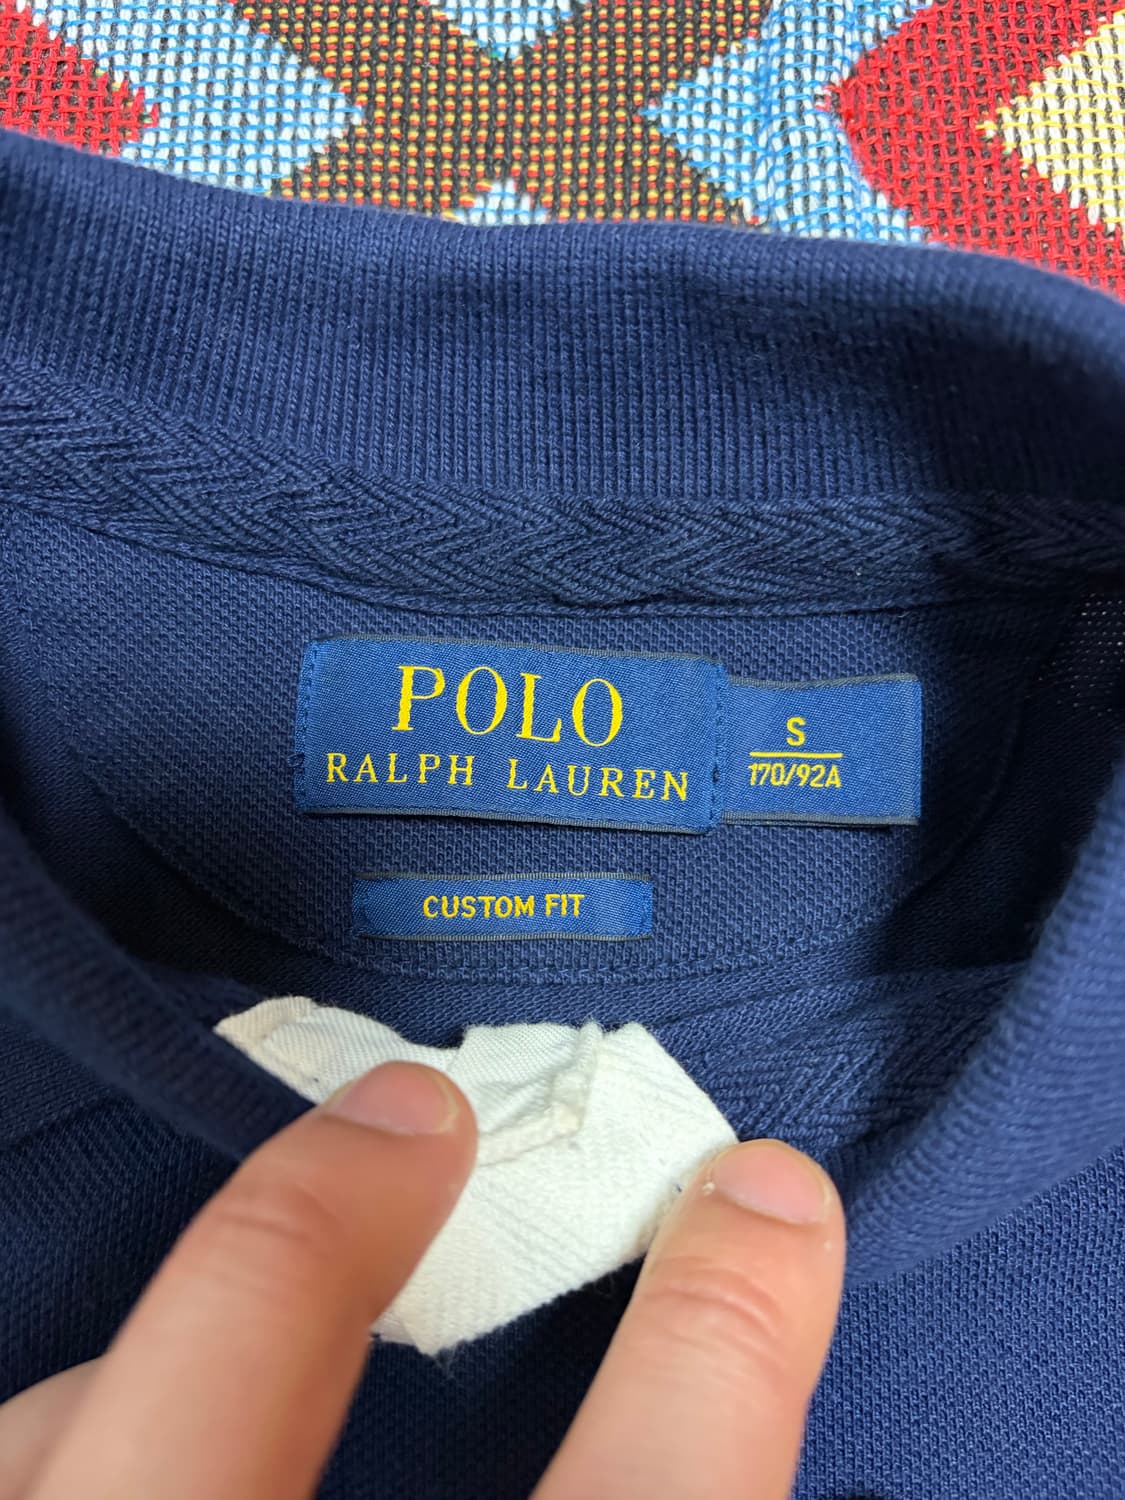 POLO
RALPH LAUREN
S
170/92A
CUSTOM FIT